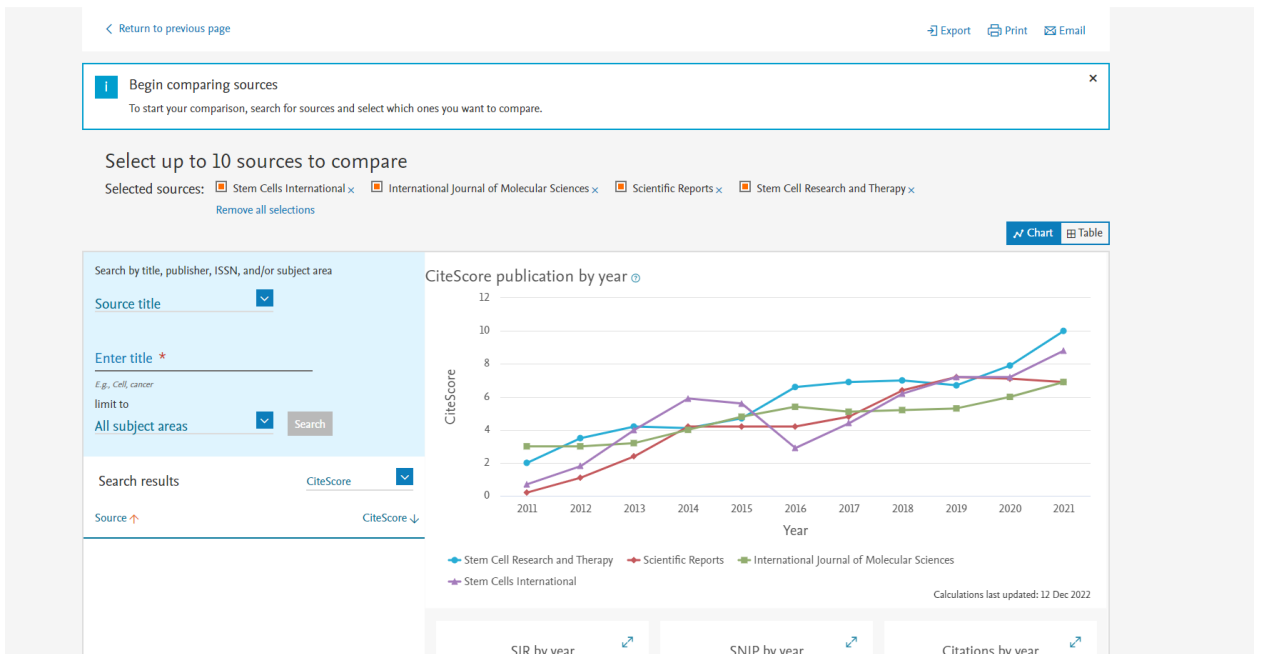 Return to previous page
Export Print Email
i Begin comparing sources ×
To start your comparison, search for sources and select which ones you want to compare.
Select up to 10 sources to compare
Selected sources: Stem Cells International × International Journal of Molecular Sciences × Scientific Reports × Stem Cell Research and Therapy ×
Remove all selections
Chart Table
Search by title, publisher, ISSN, and/or subject area
Source title
Enter title *
E.g., Cell, cancer
limit to
All subject areas
Search
Search results CiteScore
Source ↑ CiteScore ↓
CiteScore publication by year ?
12
10
8
6
4
2
0
CiteScore
2011 2012 2013 2014 2015 2016 2017 2018 2019 2020 2021
Year
Stem Cell Research and Therapy Scientific Reports International Journal of Molecular Sciences
Stem Cells International
Calculations last updated: 12 Dec 2022
SJR by year SNIP by year Citations by year